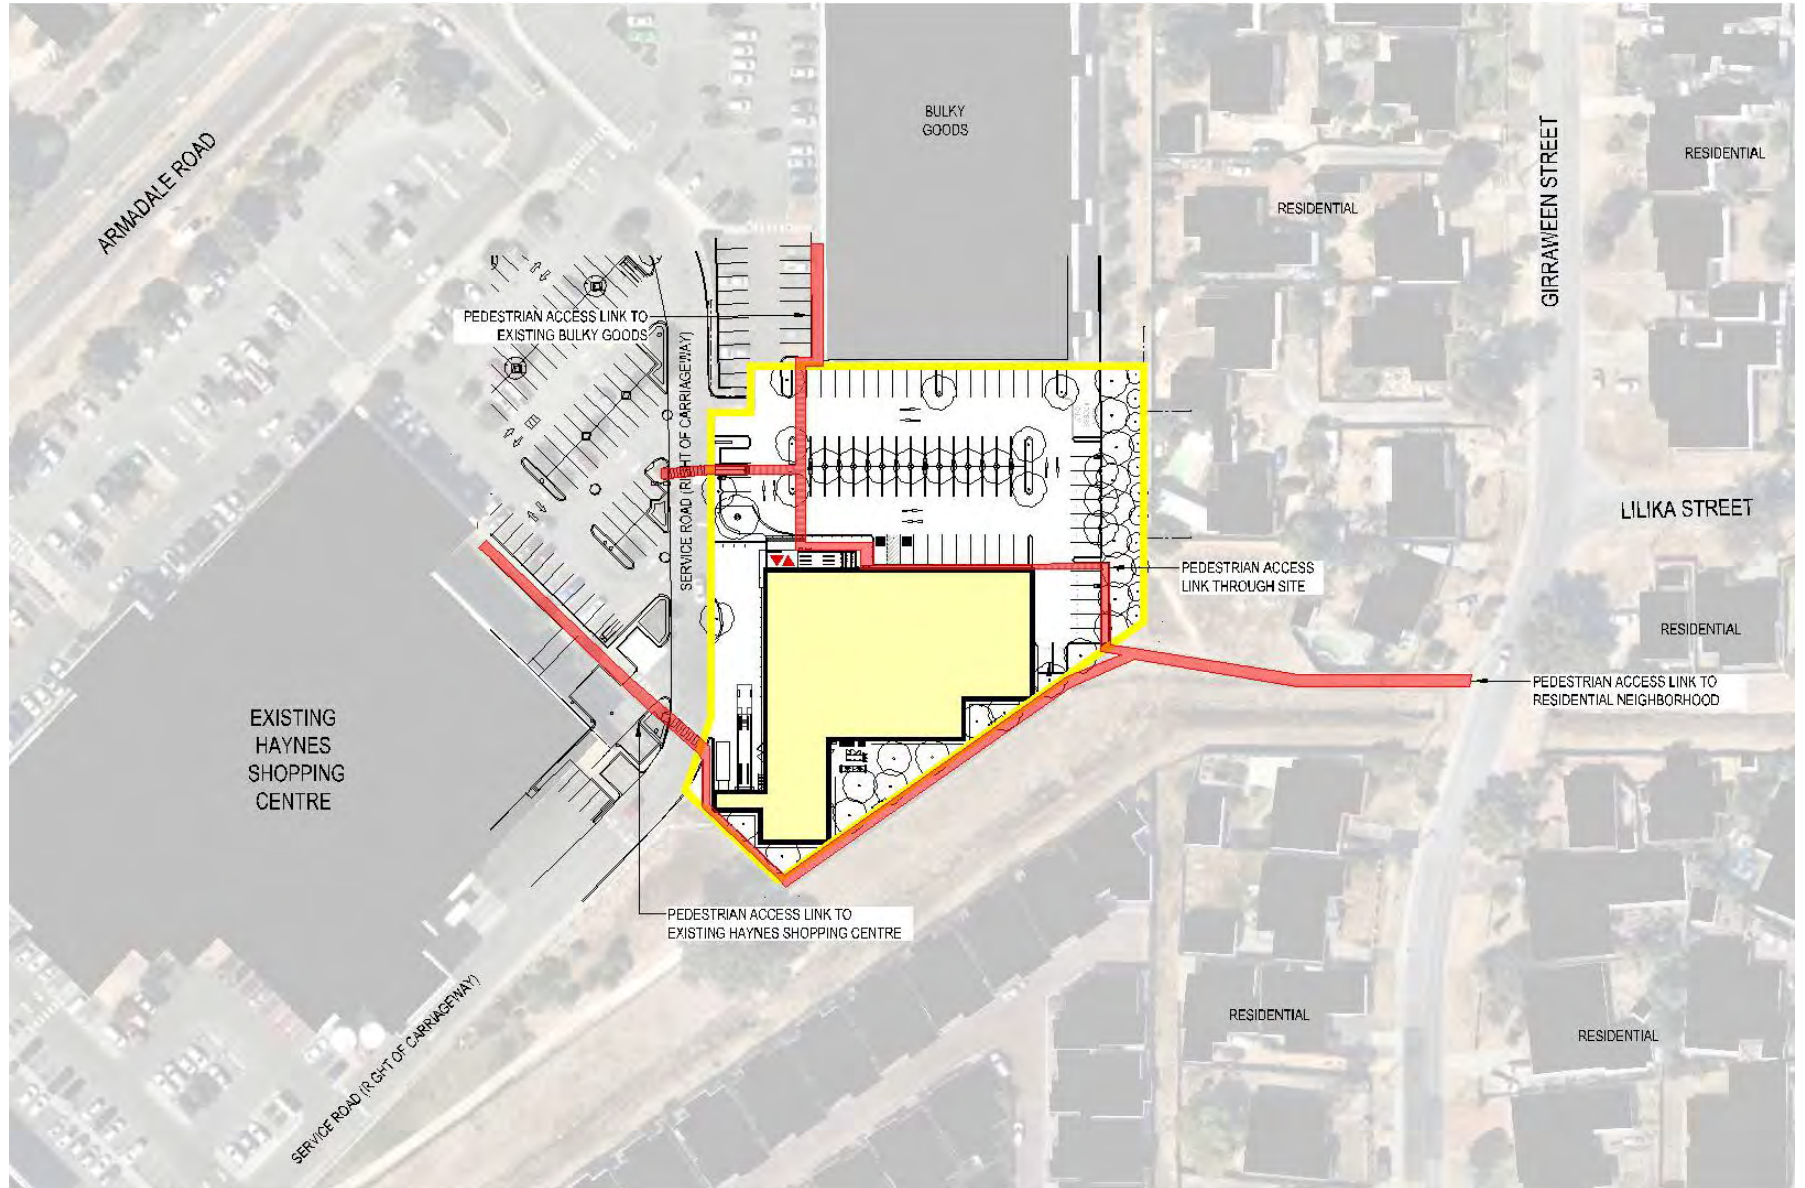 BULKY
GOODS
ARMADALE ROAD
GIRRAWEEN STREET
RESIDENTIAL
RESIDENTIAL
PEDESTRIAN ACCESS LINK TO
EXISTING BULKY GOODS
SERVICE ROAD (RIGHT OF CARRIAGEWAY)
LILIKA STREET
PEDESTRIAN ACCESS
LINK THROUGH SITE
RESIDENTIAL
PEDESTRIAN ACCESS LINK TO
RESIDENTIAL NEIGHBORHOOD
EXISTING
HAYNES
SHOPPING
CENTRE
PEDESTRIAN ACCESS LINK TO
EXISTING HAYNES SHOPPING CENTRE
SERVICE ROAD (RIGHT OF CARRIAGEWAY)
RESIDENTIAL
RESIDENTIAL